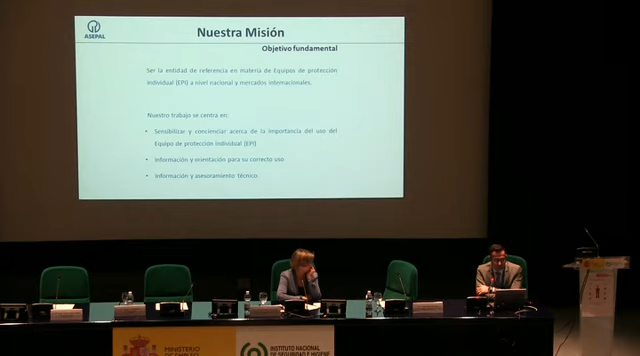 ASEPAL
Nuestra Misión
Objetivo fundamental
Ser la entidad de referencia en materia de Equipos de protección
individual (EPI) a nivel nacional y mercados internacionales.
Nuestro trabajo se centra en:
• Sensibilizar y concienciar acerca de la importancia del uso del
Equipo de protección individual (EPI)
• Información y orientación para su correcto uso
• Información y asesoramiento técnico.
MINISTERIO
DE EMPLEO
INSTITUTO NACIONAL
DE SEGURIDAD E HIGIENE